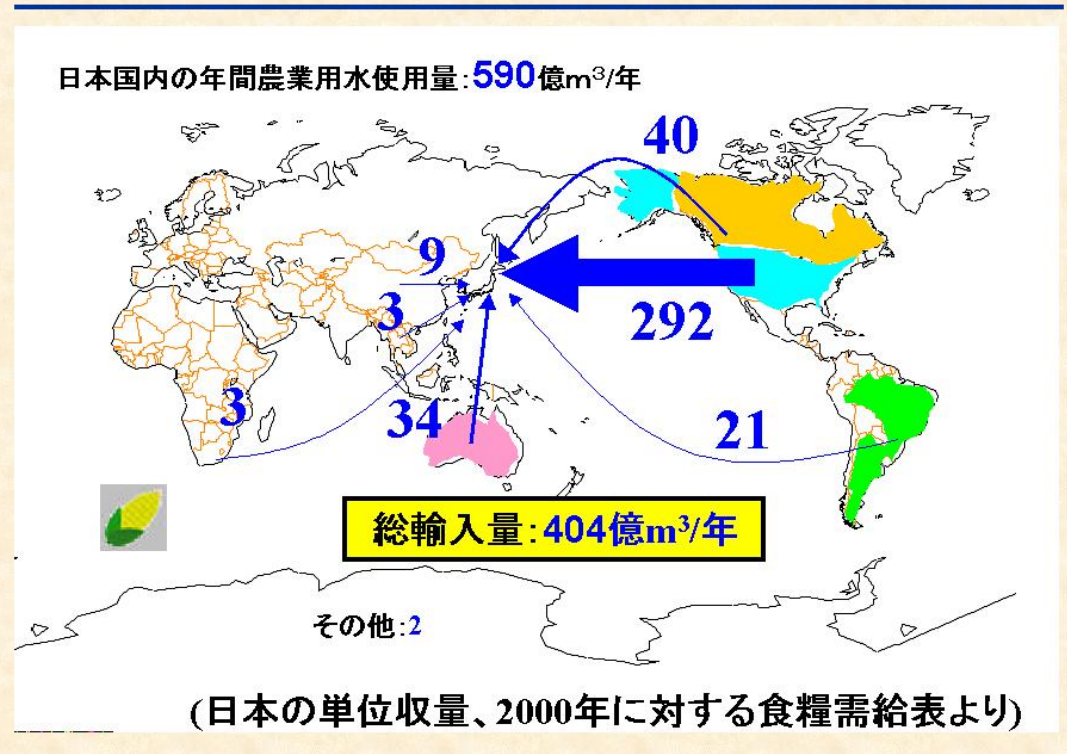 日本国内の年間農業用水使用量:590億m³/年
40
9
292
3
3
34
21
総輸入量:404億m³/年
その他:2
(日本の単位収量、2000年に対する食糧需給表より)